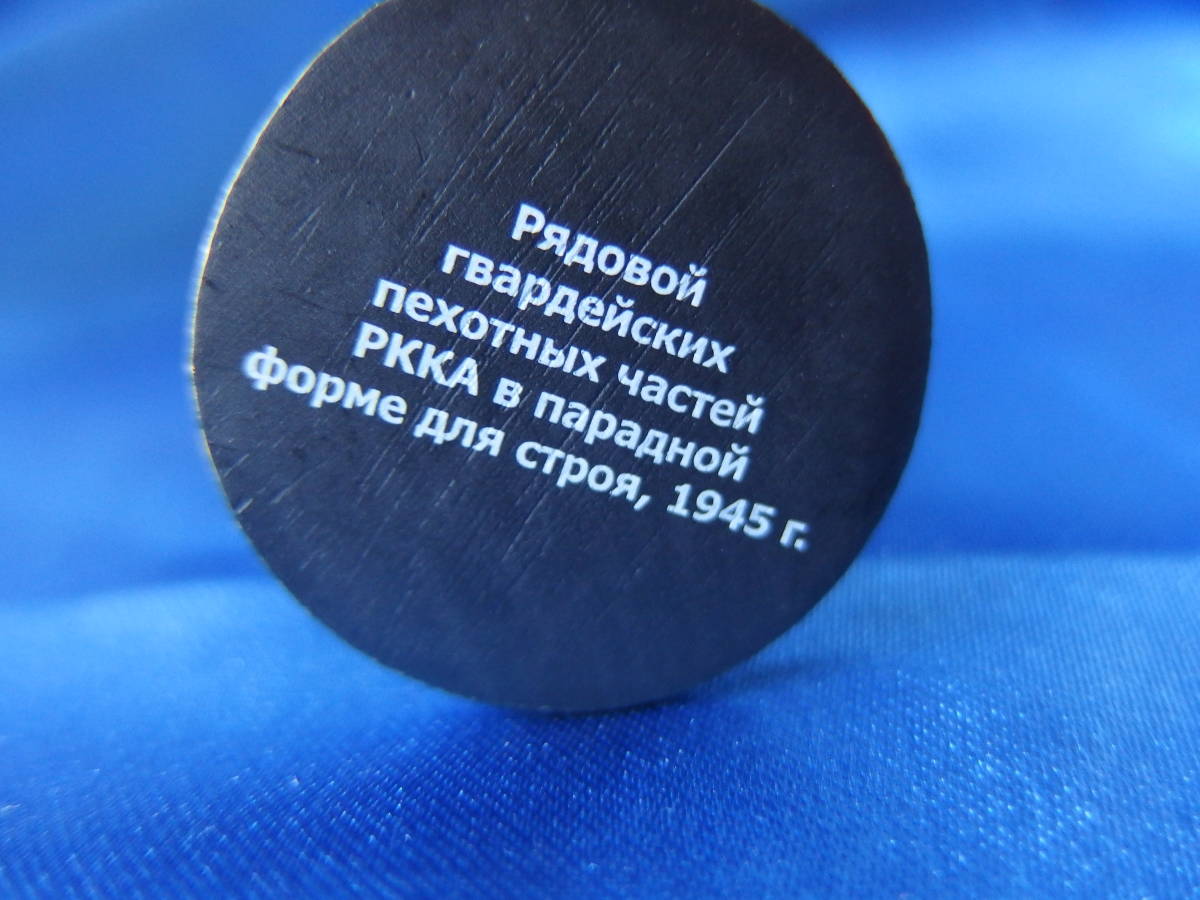 Рядовой
гвардейских
пехотных частей
РККА в парадной
форме для строя, 1945 г.